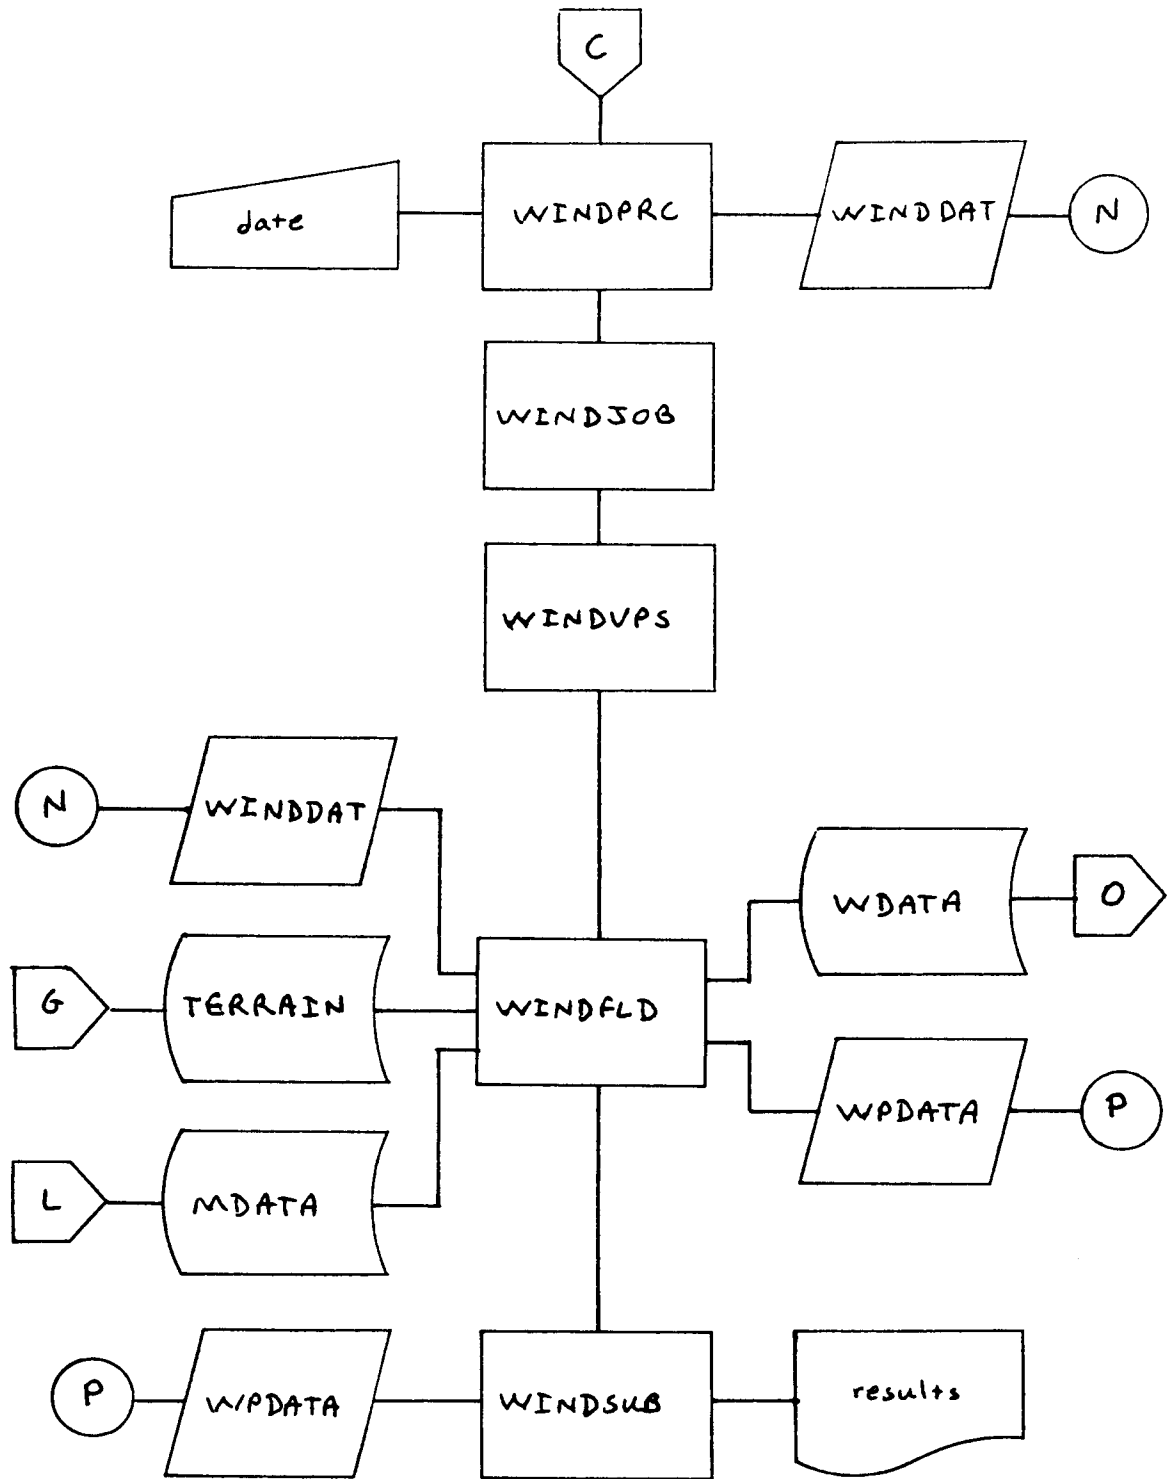 C
date
WINDPRC
WINDDAT
N
WINDJOB
WINDVPS
N
WINDDAT
WDATA
O
G
TERRAIN
WINDFLD
WPDATA
P
L
MDATA
P
WPDATA
WINDSUB
results